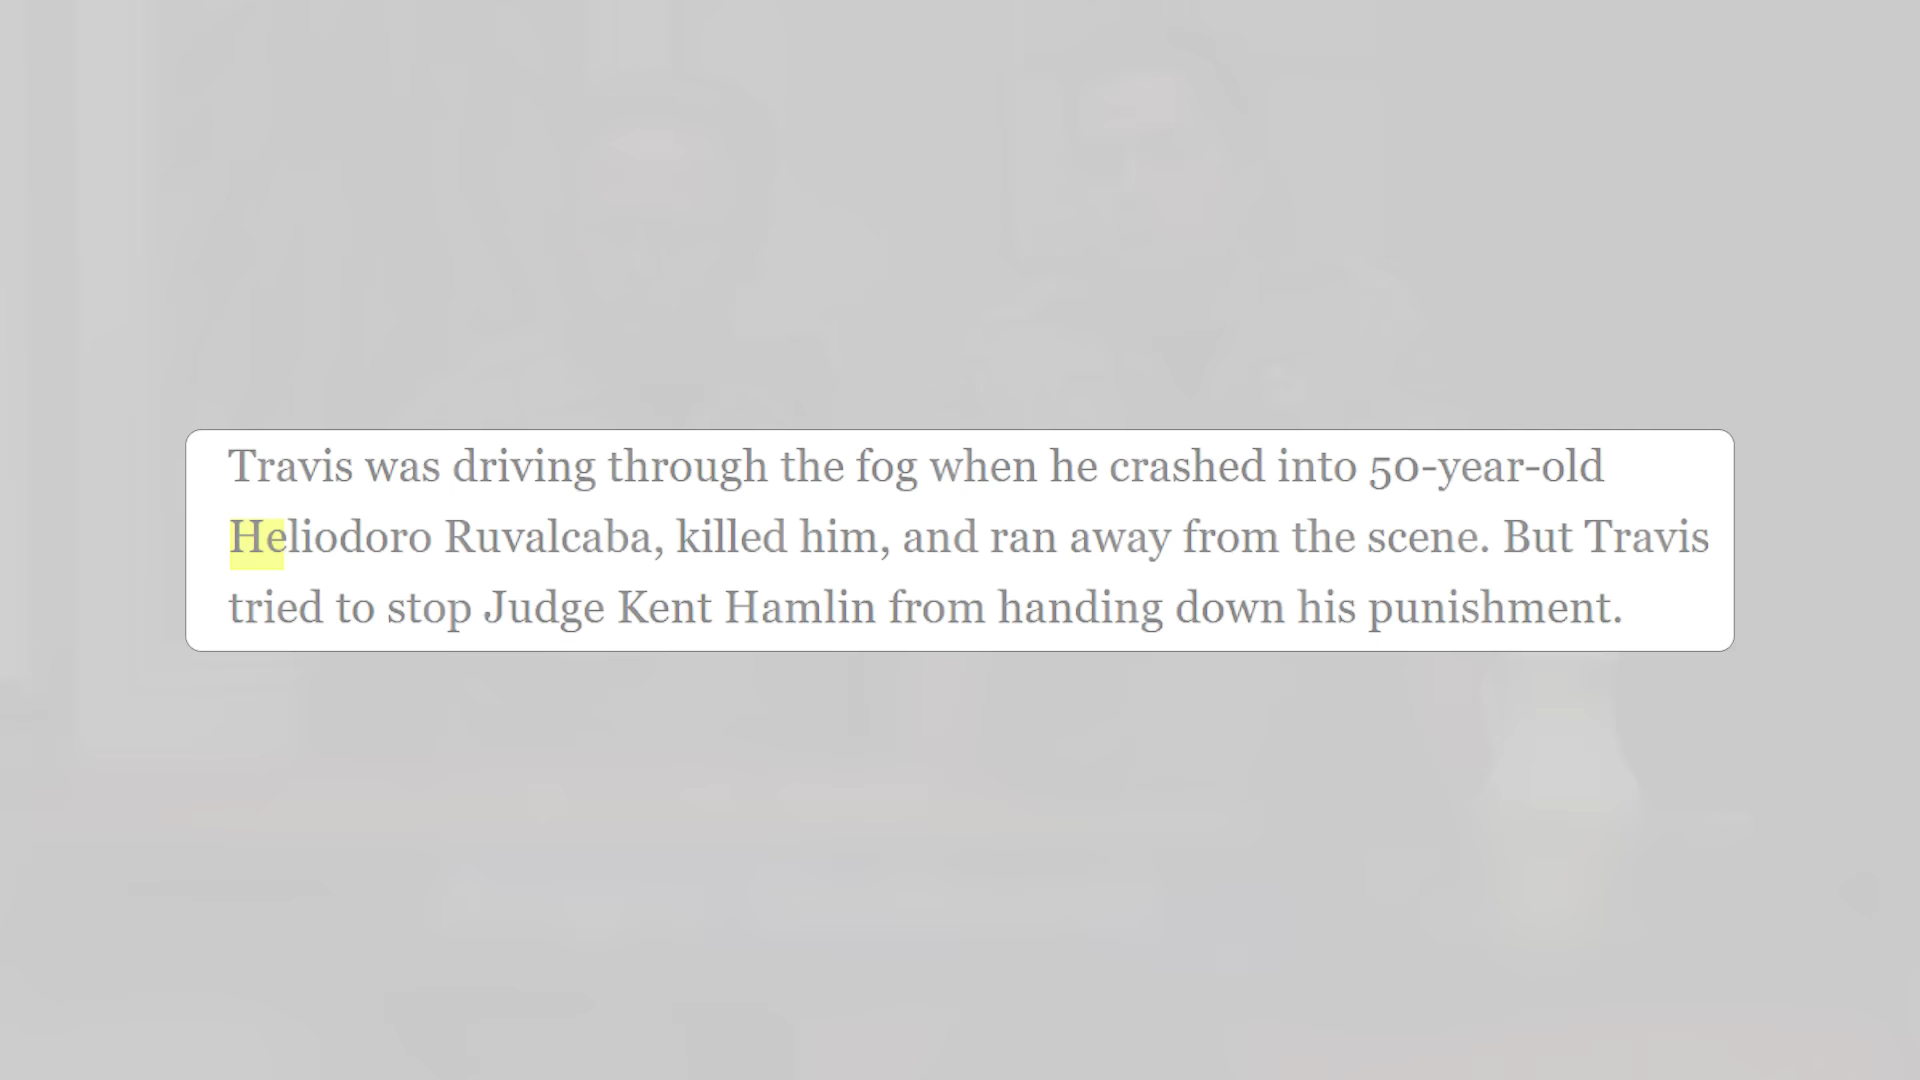 Travis was driving through the fog when he crashed into 50-year-old
Heliodoro Ruvalcaba, killed him, and ran away from the scene. But Travis
tried to stop Judge Kent Hamlin from handing down his punishment.